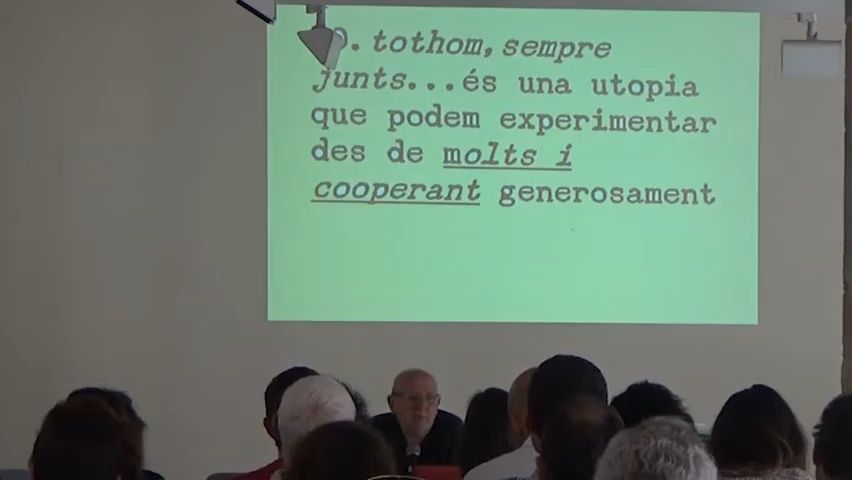 . tothom, sempre
junts...és una utopia
que podem experimentar
des de molts i
cooperant generosament